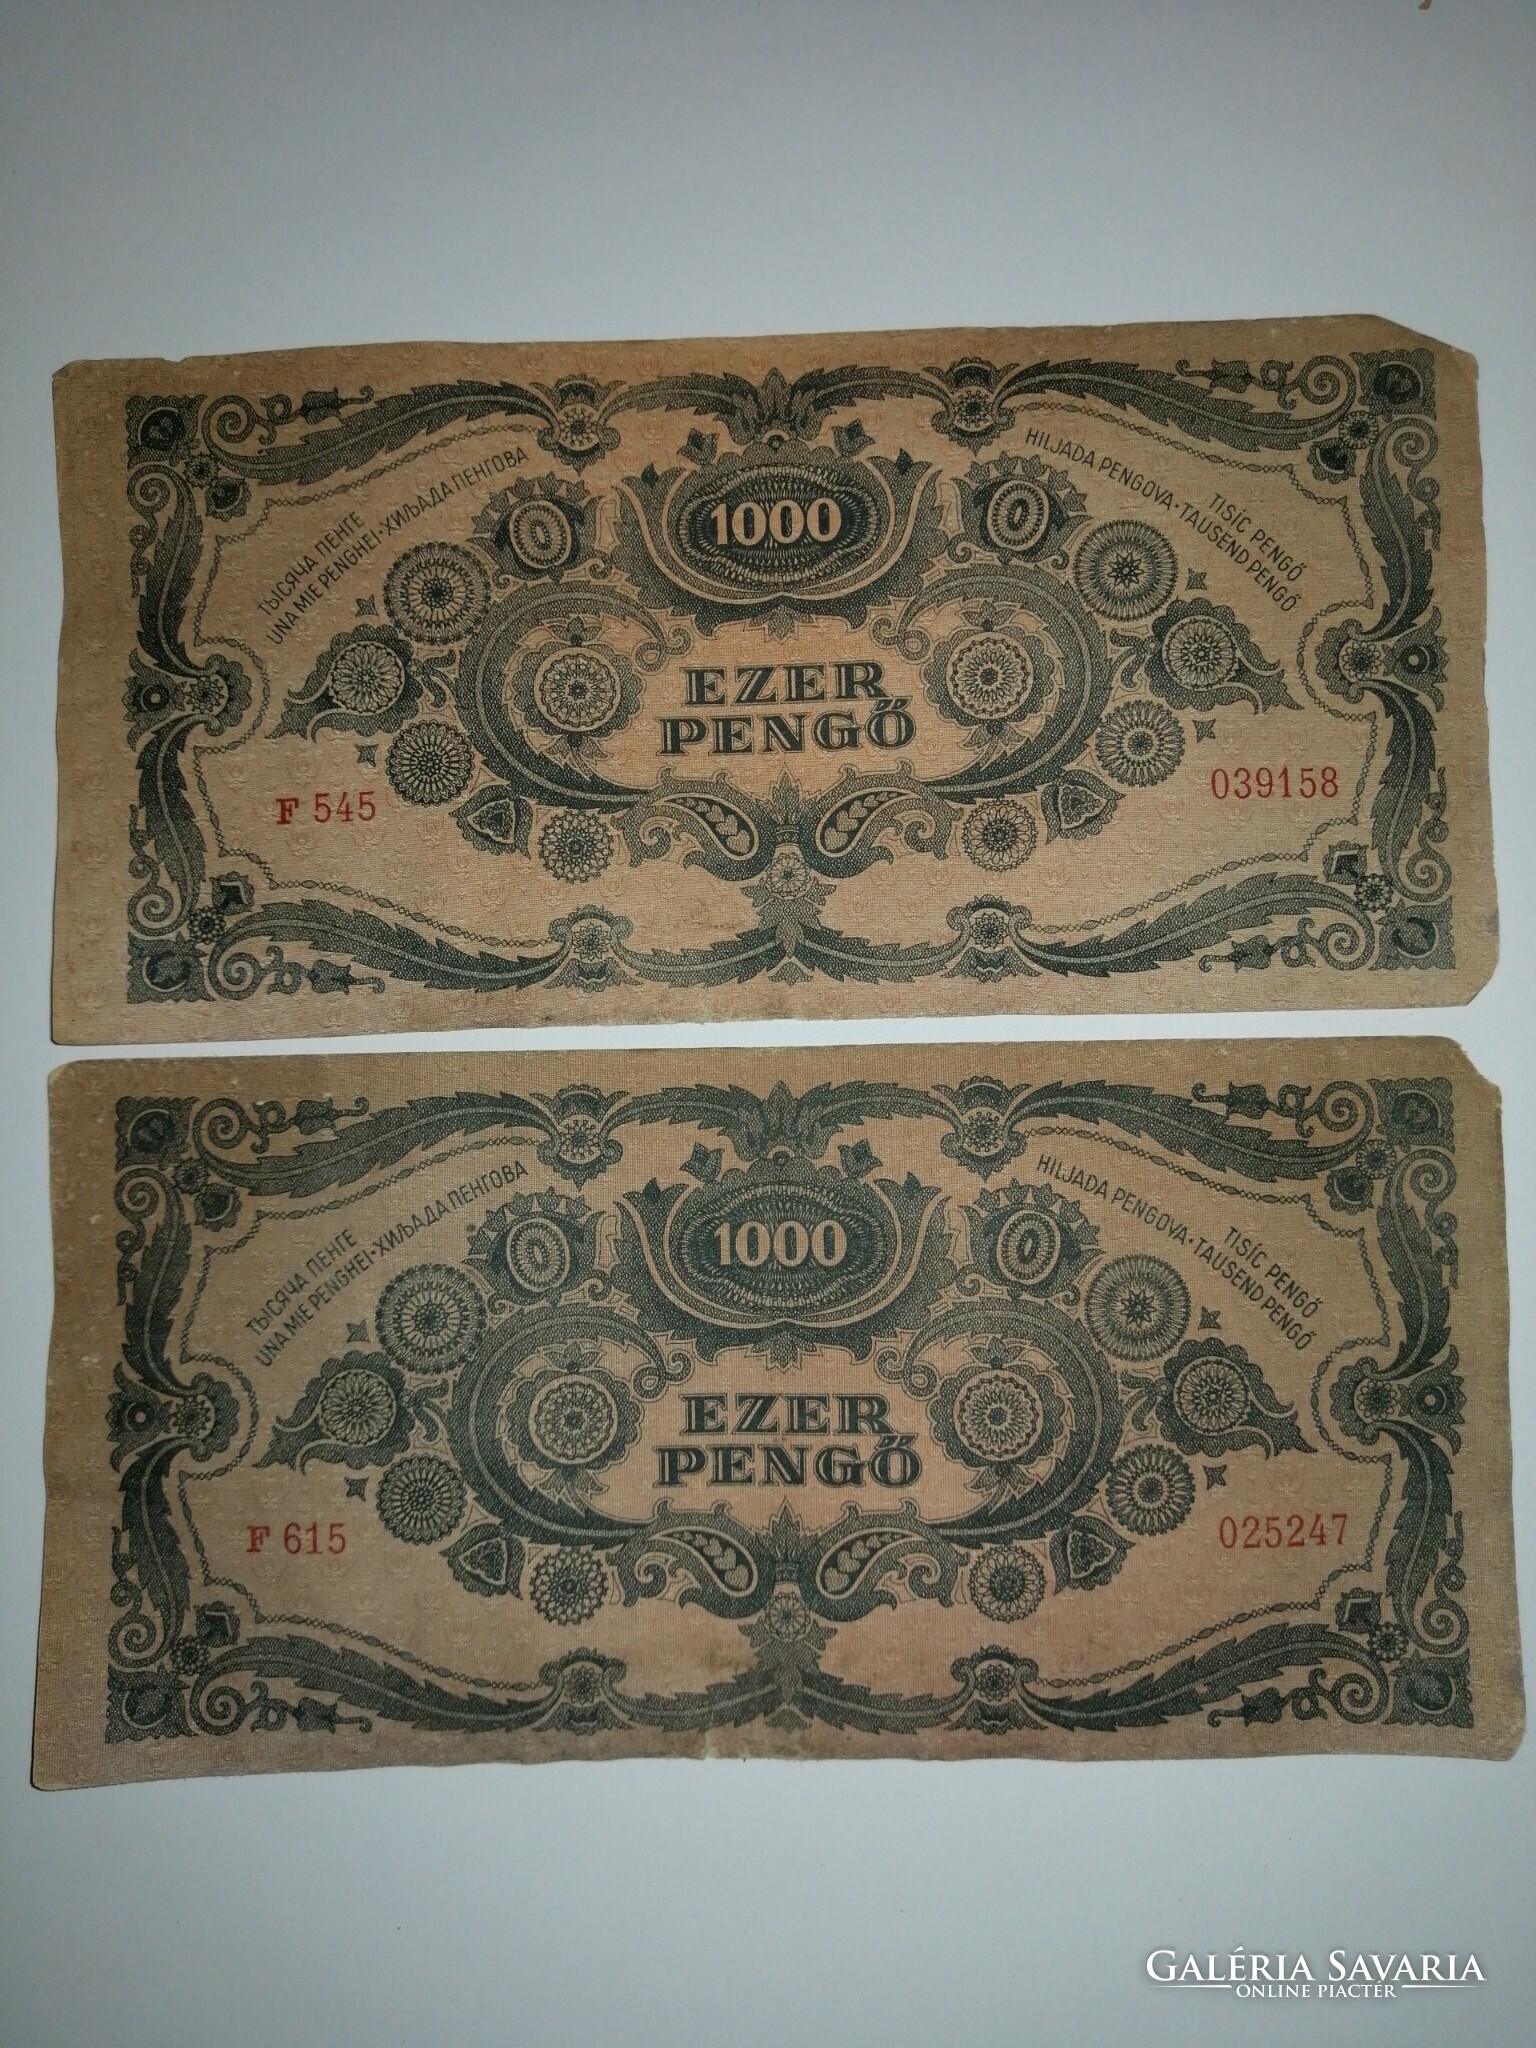 ТЫСЯЧА ПЕНГЕ
UNA MIE PENGHEI · ХИЉАДА ПЕНГОВА
1000
HILJADA PENGOVA · TAUSEND PENGŐ
TISÍC PENGŐ
EZER
PENGŐ
F 545
039158
ТЫСЯЧА ПЕНГЕ
UNA MIE PENGHEI · ХИЉАДА ПЕНГОВА
1000
HILJADA PENGOVA · TAUSEND PENGŐ
TISÍC PENGŐ
EZER
PENGŐ
F 615
025247
GALÉRIA SAVARIA
ONLINE PIACTÉR